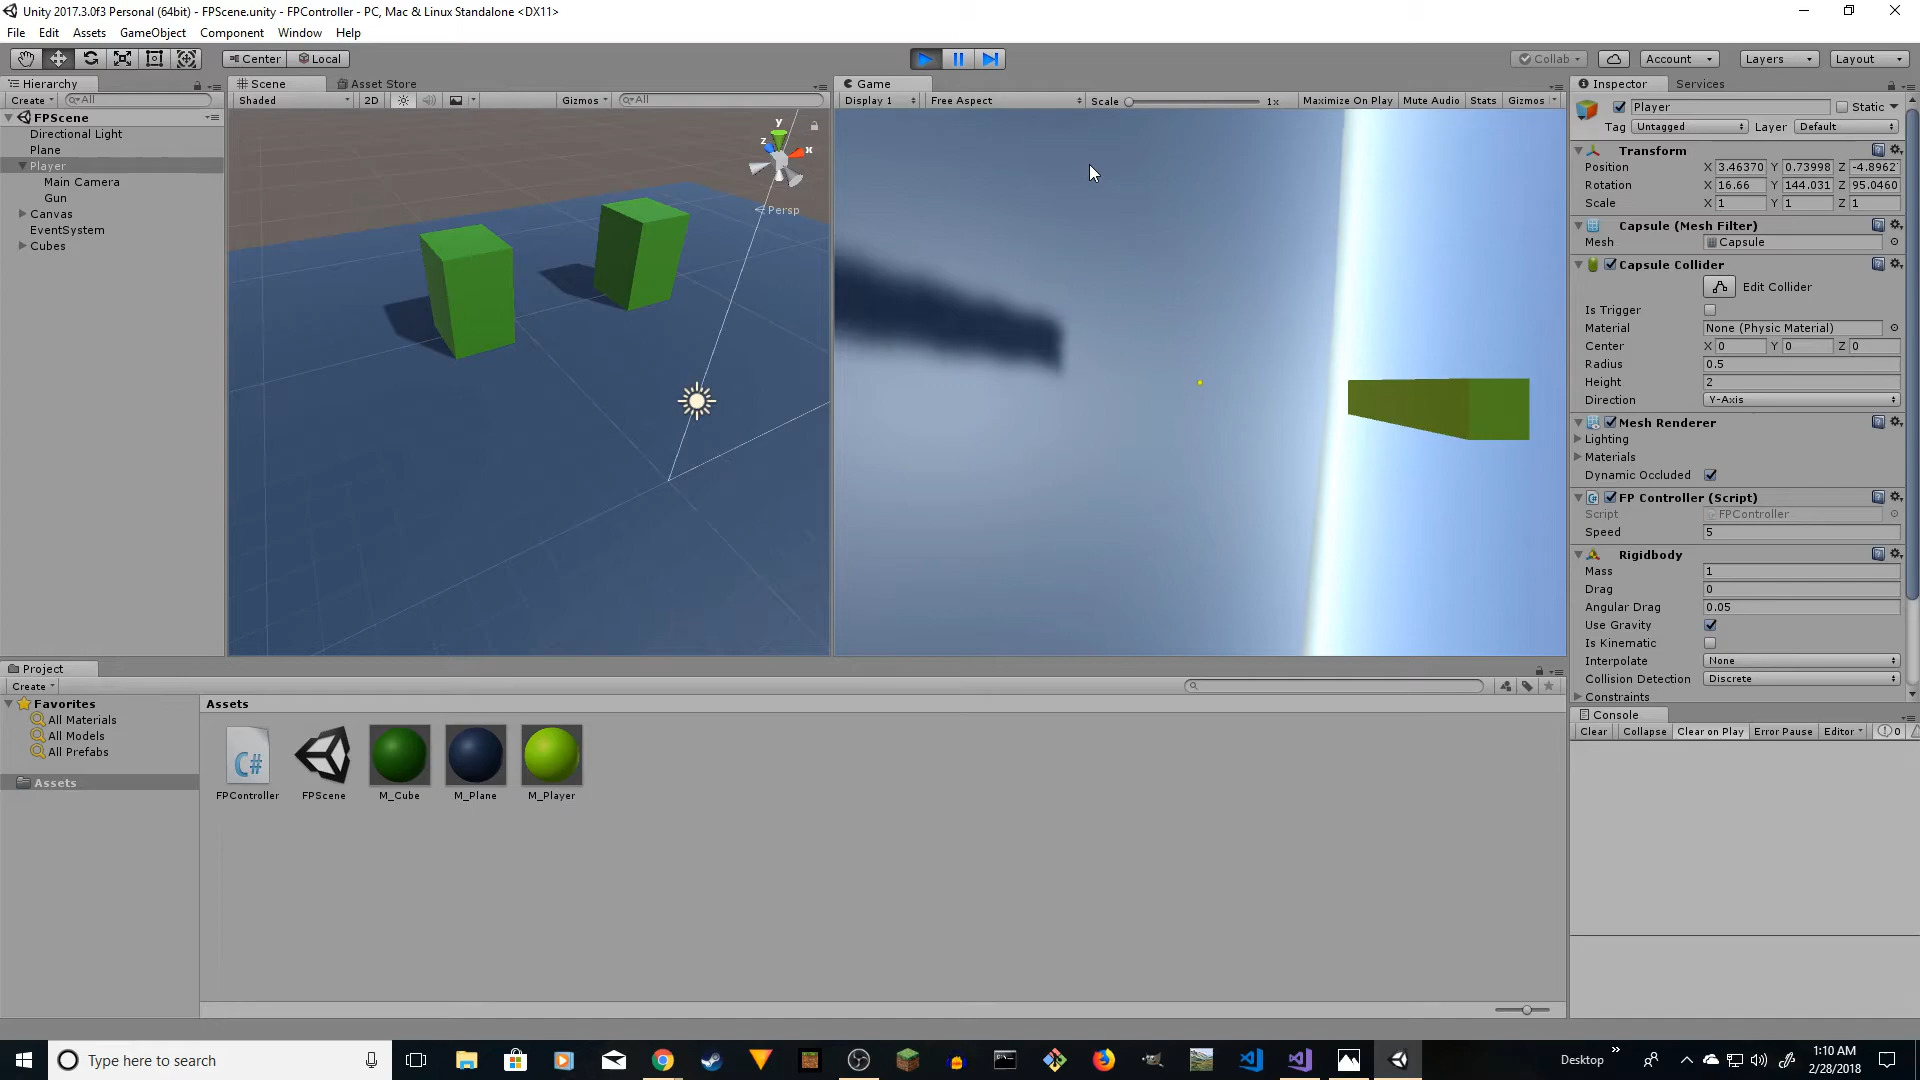 Unity 2017.3.0f3 Personal (64bit) - FPScene.unity - FPController - PC, Mac & Linux Standalone <DX11>
File Edit Assets GameObject Component Window Help
Center Local Collab Account Layers Layout
Hierarchy
Create All
FPScene
Directional Light
Plane
Player
Main Camera
Gun
Canvas
EventSystem
Cubes
Scene Asset Store
Shaded 2D Gizmos All
y
z x
Persp
Game
Display 1 Free Aspect Scale 1x Maximize On Play Mute Audio Stats Gizmos
Inspector Services
Player Static
Tag Untagged Layer Default
Transform
Position X 3.46370 Y 0.73998 Z -4.8962
Rotation X 16.66 Y 144.031 Z 95.0460
Scale X 1 Y 1 Z 1
Capsule (Mesh Filter)
Mesh Capsule
Capsule Collider
Edit Collider
Is Trigger
Material None (Physic Material)
Center X 0 Y 0 Z 0
Radius 0.5
Height 2
Direction Y-Axis
Mesh Renderer
Lighting
Materials
Dynamic Occluded
FP Controller (Script)
Script FPController
Speed 5
Rigidbody
Mass 1
Drag 0
Angular Drag 0.05
Use Gravity
Is Kinematic
Interpolate None
Collision Detection Discrete
Constraints
Console
Clear Collapse Clear on Play Error Pause Editor 0
Project
Create
Favorites
All Materials
All Models
All Prefabs
Assets
Assets
C#
FPController FPScene M_Cube M_Plane M_Player
Type here to search
Desktop
1:10 AM
2/28/2018